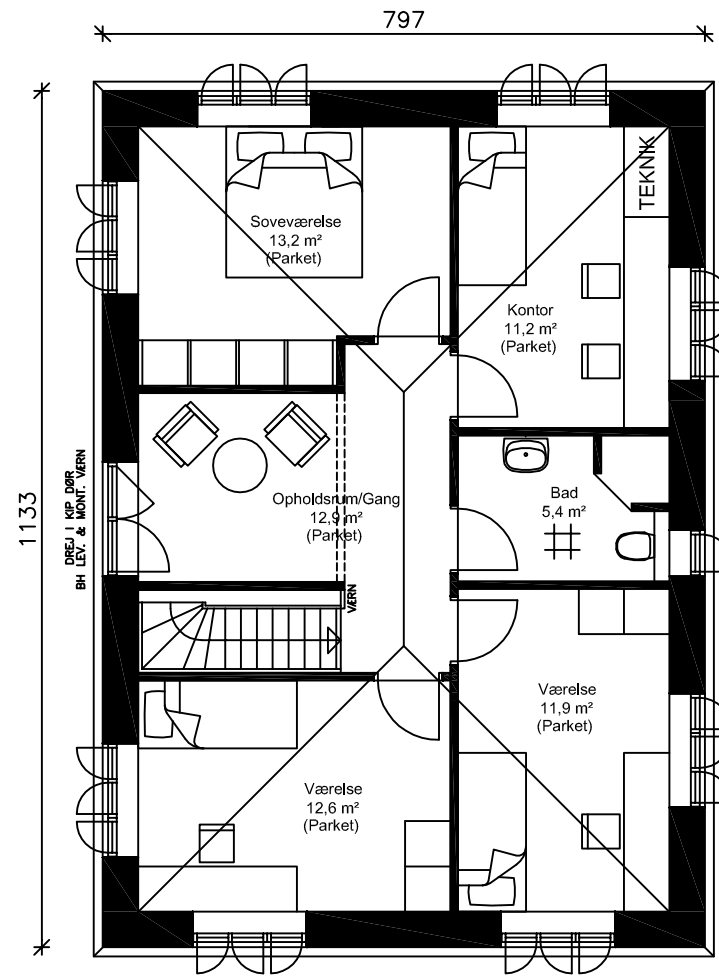 797
TEKNIK
Soveværelse
13,2 m²
(Parket)
Kontor
11,2 m²
(Parket)
1133
DREJ I KIP DØR
BH LEV. & MONT. VÆRN
Opholdsrum/Gang
12,9 m²
(Parket)
Bad
5,4 m²
VÆRN
Værelse
11,9 m²
(Parket)
Værelse
12,6 m²
(Parket)